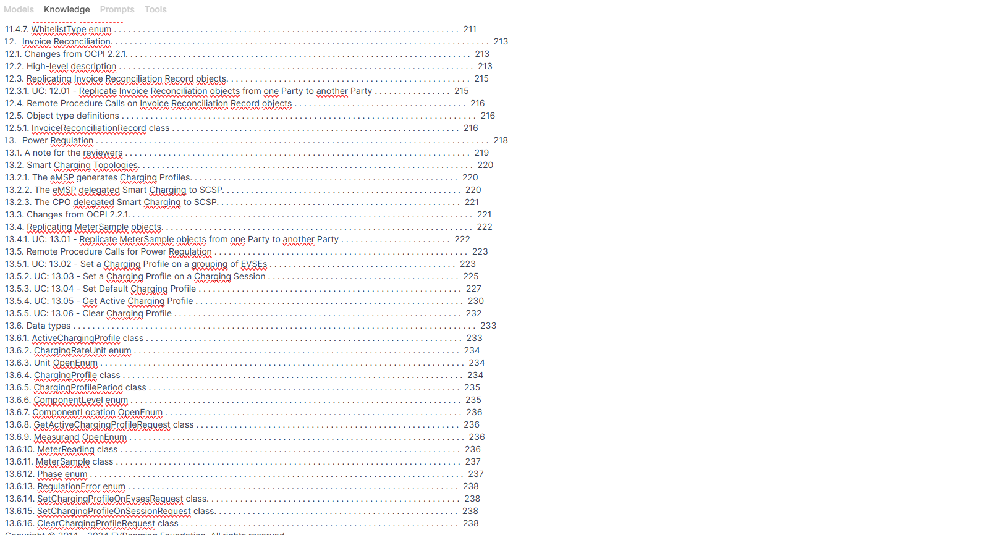 Models Knowledge Prompts Tools
11.4.7. WhitelistType enum . . . . . . . . . . . . . . . . . . . . . . . . . . . . . . . . . . . . . . . . . . . . . . . . . . . . . . . . . . . . . . . . . . . . . . . . 211
12. Invoice Reconciliation. . . . . . . . . . . . . . . . . . . . . . . . . . . . . . . . . . . . . . . . . . . . . . . . . . . . . . . . . . . . . . . . . . . . . . . . . . . . . . . 213
12.1. Changes from OCPI 2.2.1. . . . . . . . . . . . . . . . . . . . . . . . . . . . . . . . . . . . . . . . . . . . . . . . . . . . . . . . . . . . . . . . . . . . . . . . 213
12.2. High-level description . . . . . . . . . . . . . . . . . . . . . . . . . . . . . . . . . . . . . . . . . . . . . . . . . . . . . . . . . . . . . . . . . . . . . . . . . . 213
12.3. Replicating Invoice Reconciliation Record objects. . . . . . . . . . . . . . . . . . . . . . . . . . . . . . . . . . . . . . . . . . . . . . . . . . . 215
12.3.1. UC: 12.01 - Replicate Invoice Reconciliation objects from one Party to another Party . . . . . . . . . . . . . . . . 215
12.4. Remote Procedure Calls on Invoice Reconciliation Record objects . . . . . . . . . . . . . . . . . . . . . . . . . . . . . . . . . . . . 216
12.5. Object type definitions . . . . . . . . . . . . . . . . . . . . . . . . . . . . . . . . . . . . . . . . . . . . . . . . . . . . . . . . . . . . . . . . . . . . . . . . . . 216
12.5.1. InvoiceReconciliationRecord class . . . . . . . . . . . . . . . . . . . . . . . . . . . . . . . . . . . . . . . . . . . . . . . . . . . . . . . . . . . . 216
13. Power Regulation . . . . . . . . . . . . . . . . . . . . . . . . . . . . . . . . . . . . . . . . . . . . . . . . . . . . . . . . . . . . . . . . . . . . . . . . . . . . . . . . . . 218
13.1. A note for the reviewers . . . . . . . . . . . . . . . . . . . . . . . . . . . . . . . . . . . . . . . . . . . . . . . . . . . . . . . . . . . . . . . . . . . . . . . . 219
13.2. Smart Charging Topologies. . . . . . . . . . . . . . . . . . . . . . . . . . . . . . . . . . . . . . . . . . . . . . . . . . . . . . . . . . . . . . . . . . . . . . 220
13.2.1. The eMSP generates Charging Profiles. . . . . . . . . . . . . . . . . . . . . . . . . . . . . . . . . . . . . . . . . . . . . . . . . . . . . . . . 220
13.2.2. The eMSP delegated Smart Charging to SCSP. . . . . . . . . . . . . . . . . . . . . . . . . . . . . . . . . . . . . . . . . . . . . . . . . . 220
13.2.3. The CPO delegated Smart Charging to SCSP. . . . . . . . . . . . . . . . . . . . . . . . . . . . . . . . . . . . . . . . . . . . . . . . . . . 221
13.3. Changes from OCPI 2.2.1. . . . . . . . . . . . . . . . . . . . . . . . . . . . . . . . . . . . . . . . . . . . . . . . . . . . . . . . . . . . . . . . . . . . . . . . 221
13.4. Replicating MeterSample objects. . . . . . . . . . . . . . . . . . . . . . . . . . . . . . . . . . . . . . . . . . . . . . . . . . . . . . . . . . . . . . . . . . 222
13.4.1. UC: 13.01 - Replicate MeterSample objects from one Party to another Party . . . . . . . . . . . . . . . . . . . . . . . 222
13.5. Remote Procedure Calls for Power Regulation . . . . . . . . . . . . . . . . . . . . . . . . . . . . . . . . . . . . . . . . . . . . . . . . . . . . . 223
13.5.1. UC: 13.02 - Set a Charging Profile on a grouping of EVSEs . . . . . . . . . . . . . . . . . . . . . . . . . . . . . . . . . . . . . . . . 223
13.5.2. UC: 13.03 - Set a Charging Profile on a Charging Session . . . . . . . . . . . . . . . . . . . . . . . . . . . . . . . . . . . . . . . . . 225
13.5.3. UC: 13.04 - Set Default Charging Profile . . . . . . . . . . . . . . . . . . . . . . . . . . . . . . . . . . . . . . . . . . . . . . . . . . . . . . . 227
13.5.4. UC: 13.05 - Get Active Charging Profile . . . . . . . . . . . . . . . . . . . . . . . . . . . . . . . . . . . . . . . . . . . . . . . . . . . . . . . . 230
13.5.5. UC: 13.06 - Clear Charging Profile . . . . . . . . . . . . . . . . . . . . . . . . . . . . . . . . . . . . . . . . . . . . . . . . . . . . . . . . . . . . 232
13.6. Data types . . . . . . . . . . . . . . . . . . . . . . . . . . . . . . . . . . . . . . . . . . . . . . . . . . . . . . . . . . . . . . . . . . . . . . . . . . . . . . . . . . . . 233
13.6.1. ActiveChargingProfile class . . . . . . . . . . . . . . . . . . . . . . . . . . . . . . . . . . . . . . . . . . . . . . . . . . . . . . . . . . . . . . . . . . 233
13.6.2. ChargingRateUnit enum . . . . . . . . . . . . . . . . . . . . . . . . . . . . . . . . . . . . . . . . . . . . . . . . . . . . . . . . . . . . . . . . . . . . 234
13.6.3. Unit OpenEnum . . . . . . . . . . . . . . . . . . . . . . . . . . . . . . . . . . . . . . . . . . . . . . . . . . . . . . . . . . . . . . . . . . . . . . . . . . . . 234
13.6.4. ChargingProfile class . . . . . . . . . . . . . . . . . . . . . . . . . . . . . . . . . . . . . . . . . . . . . . . . . . . . . . . . . . . . . . . . . . . . . . . 234
13.6.5. ChargingProfilePeriod class . . . . . . . . . . . . . . . . . . . . . . . . . . . . . . . . . . . . . . . . . . . . . . . . . . . . . . . . . . . . . . . . . 235
13.6.6. ComponentLevel enum . . . . . . . . . . . . . . . . . . . . . . . . . . . . . . . . . . . . . . . . . . . . . . . . . . . . . . . . . . . . . . . . . . . . . 235
13.6.7. ComponentLocation OpenEnum . . . . . . . . . . . . . . . . . . . . . . . . . . . . . . . . . . . . . . . . . . . . . . . . . . . . . . . . . . . . . . 236
13.6.8. GetActiveChargingProfileRequest class . . . . . . . . . . . . . . . . . . . . . . . . . . . . . . . . . . . . . . . . . . . . . . . . . . . . . . . 236
13.6.9. Measurand OpenEnum . . . . . . . . . . . . . . . . . . . . . . . . . . . . . . . . . . . . . . . . . . . . . . . . . . . . . . . . . . . . . . . . . . . . . . 236
13.6.10. MeterReading class . . . . . . . . . . . . . . . . . . . . . . . . . . . . . . . . . . . . . . . . . . . . . . . . . . . . . . . . . . . . . . . . . . . . . . . 236
13.6.11. MeterSample class . . . . . . . . . . . . . . . . . . . . . . . . . . . . . . . . . . . . . . . . . . . . . . . . . . . . . . . . . . . . . . . . . . . . . . . . 237
13.6.12. Phase enum . . . . . . . . . . . . . . . . . . . . . . . . . . . . . . . . . . . . . . . . . . . . . . . . . . . . . . . . . . . . . . . . . . . . . . . . . . . . . . 237
13.6.13. RegulationError enum . . . . . . . . . . . . . . . . . . . . . . . . . . . . . . . . . . . . . . . . . . . . . . . . . . . . . . . . . . . . . . . . . . . . . 238
13.6.14. SetChargingProfileOnEvsesRequest class. . . . . . . . . . . . . . . . . . . . . . . . . . . . . . . . . . . . . . . . . . . . . . . . . . . . . 238
13.6.15. SetChargingProfileOnSessionRequest class. . . . . . . . . . . . . . . . . . . . . . . . . . . . . . . . . . . . . . . . . . . . . . . . . . . 238
13.6.16. ClearChargingProfileRequest class . . . . . . . . . . . . . . . . . . . . . . . . . . . . . . . . . . . . . . . . . . . . . . . . . . . . . . . . . . 238
Copyright © 2014 – 2024 EVRoaming Foundation. All rights reserved.